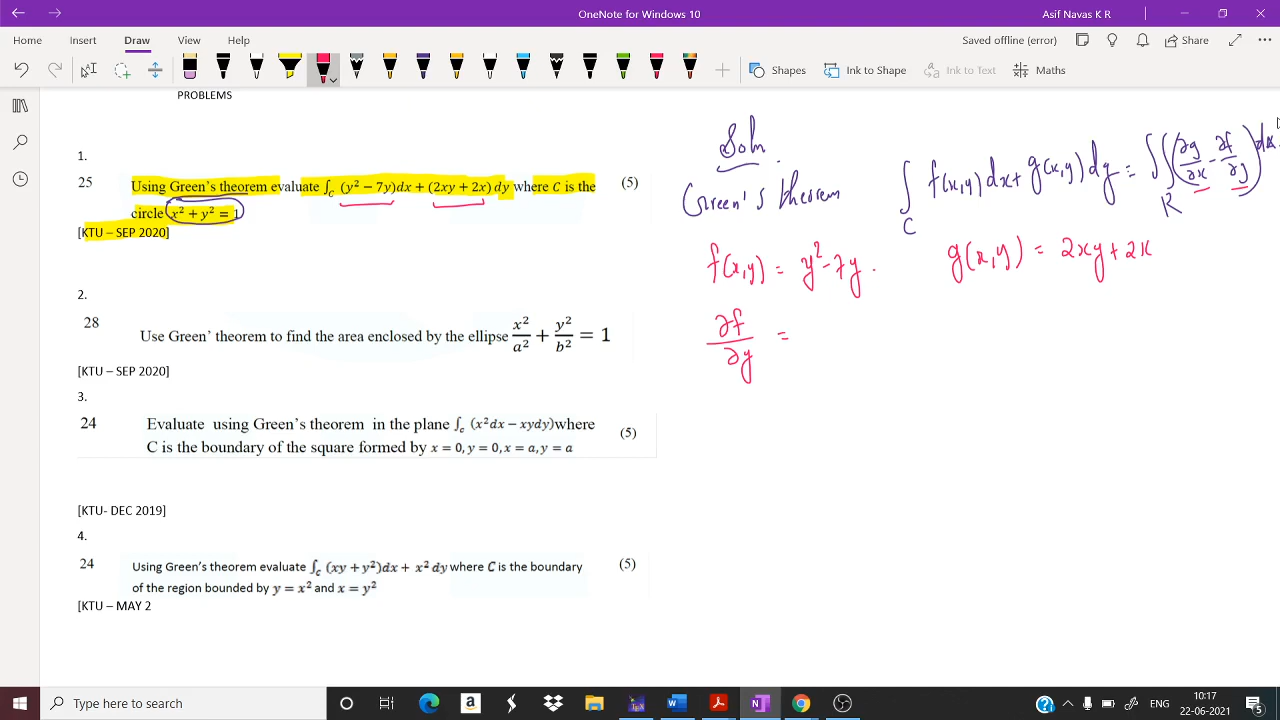 OneNote for Windows 10
Asif Navas K R
Home Insert Draw View Help
Saved offline (error)
Share
Shapes
Ink to Shape
Ink to Text
Maths
PROBLEMS
1.
25 Using Green's theorem evaluate ∫c (y² − 7y)dx + (2xy + 2x) dy where C is the (5)
circle x² + y² = 1
[KTU – SEP 2020]
2.
28 Use Green' theorem to find the area enclosed by the ellipse x²/a² + y²/b² = 1
[KTU – SEP 2020]
3.
24 Evaluate using Green's theorem in the plane ∫c (x²dx − xydy)where (5)
C is the boundary of the square formed by x = 0, y = 0, x = a, y = a
[KTU- DEC 2019]
4.
24 Using Green's theorem evaluate ∫c (xy + y²)dx + x² dy where C is the boundary (5)
of the region bounded by y = x² and x = y²
[KTU – MAY 2
Soln.
Green's theorem ∫C f(x,y) dx + g(x,y) dy = ∫∫R (∂g/∂x - ∂f/∂y) dx
f(x,y) = y² - 7y. g(x,y) = 2xy + 2x
∂f/∂y =
Type here to search
10:17
22-06-2021